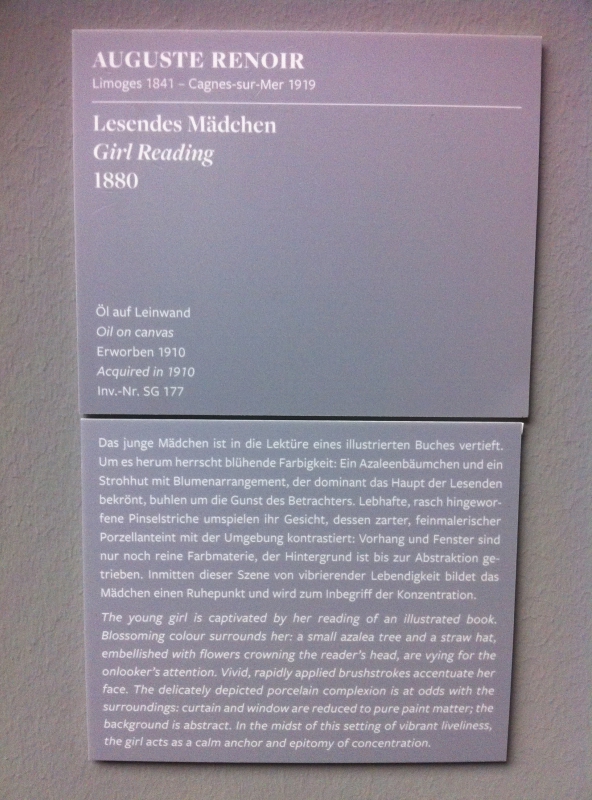 AUGUSTE RENOIR
Limoges 1841 – Cagnes-sur-Mer 1919
Lesendes Mädchen
Girl Reading
1880
Öl auf Leinwand
Oil on canvas
Erworben 1910
Acquired in 1910
Inv.-Nr. SG 177
Das junge Mädchen ist in die Lektüre eines illustrierten Buches vertieft.
Um es herum herrscht blühende Farbigkeit: Ein Azaleenbäumchen und ein
Strohhut mit Blumenarrangement, der dominant das Haupt der Lesenden
bekrönt, buhlen um die Gunst des Betrachters. Lebhafte, rasch hingewor-
fene Pinselstriche umspielen ihr Gesicht, dessen zarter, feinmalerischer
Porzellanteint mit der Umgebung kontrastiert: Vorhang und Fenster sind
nur noch reine Farbmaterie, der Hintergrund ist bis zur Abstraktion ge-
trieben. Inmitten dieser Szene von vibrierender Lebendigkeit bildet das
Mädchen einen Ruhepunkt und wird zum Inbegriff der Konzentration.
The young girl is captivated by her reading of an illustrated book.
Blossoming colour surrounds her: a small azalea tree and a straw hat,
embellished with flowers crowning the reader's head, are vying for the
onlooker's attention. Vivid, rapidly applied brushstrokes accentuate her
face. The delicately depicted porcelain complexion is at odds with the
surroundings: curtain and window are reduced to pure paint matter; the
background is abstract. In the midst of this setting of vibrant liveliness,
the girl acts as a calm anchor and epitomy of concentration.